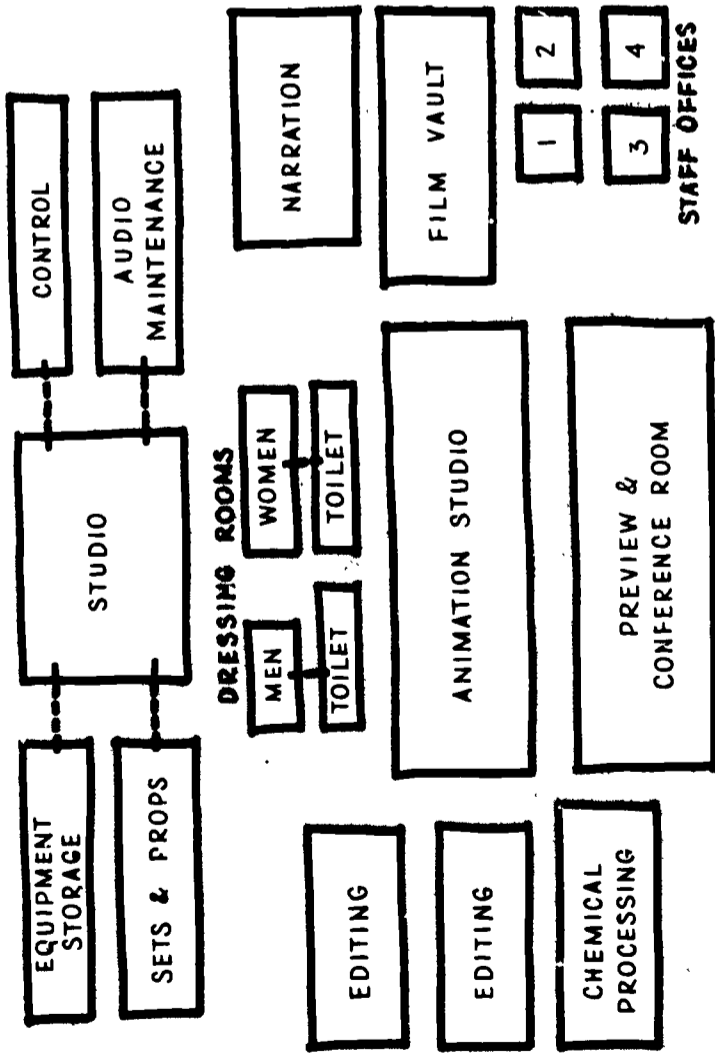 EQUIPMENT
STORAGE
SETS & PROPS
STUDIO
CONTROL
AUDIO
MAINTENANCE
DRESSING ROOMS
MEN
TOILET
WOMEN
TOILET
NARRATION
EDITING
EDITING
CHEMICAL
PROCESSING
ANIMATION STUDIO
PREVIEW &
CONFERENCE ROOM
FILM VAULT
1
2
3
4
STAFF OFFICES